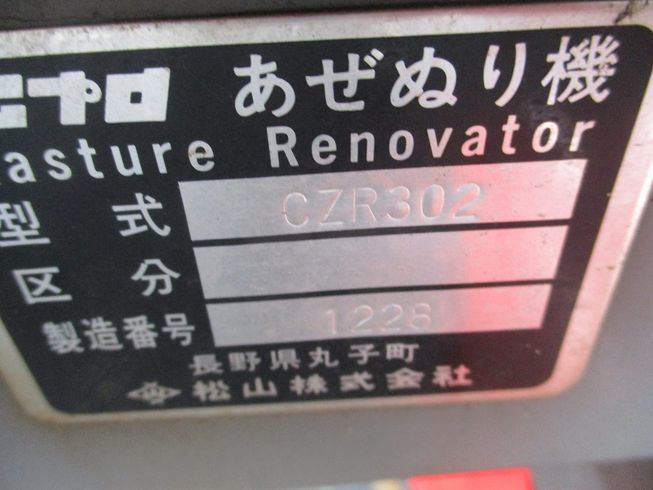 ニプロ あぜぬり機
asture Renovator
型式 CZR302
区分
製造番号 1228
長野県丸子町
松山株式会社